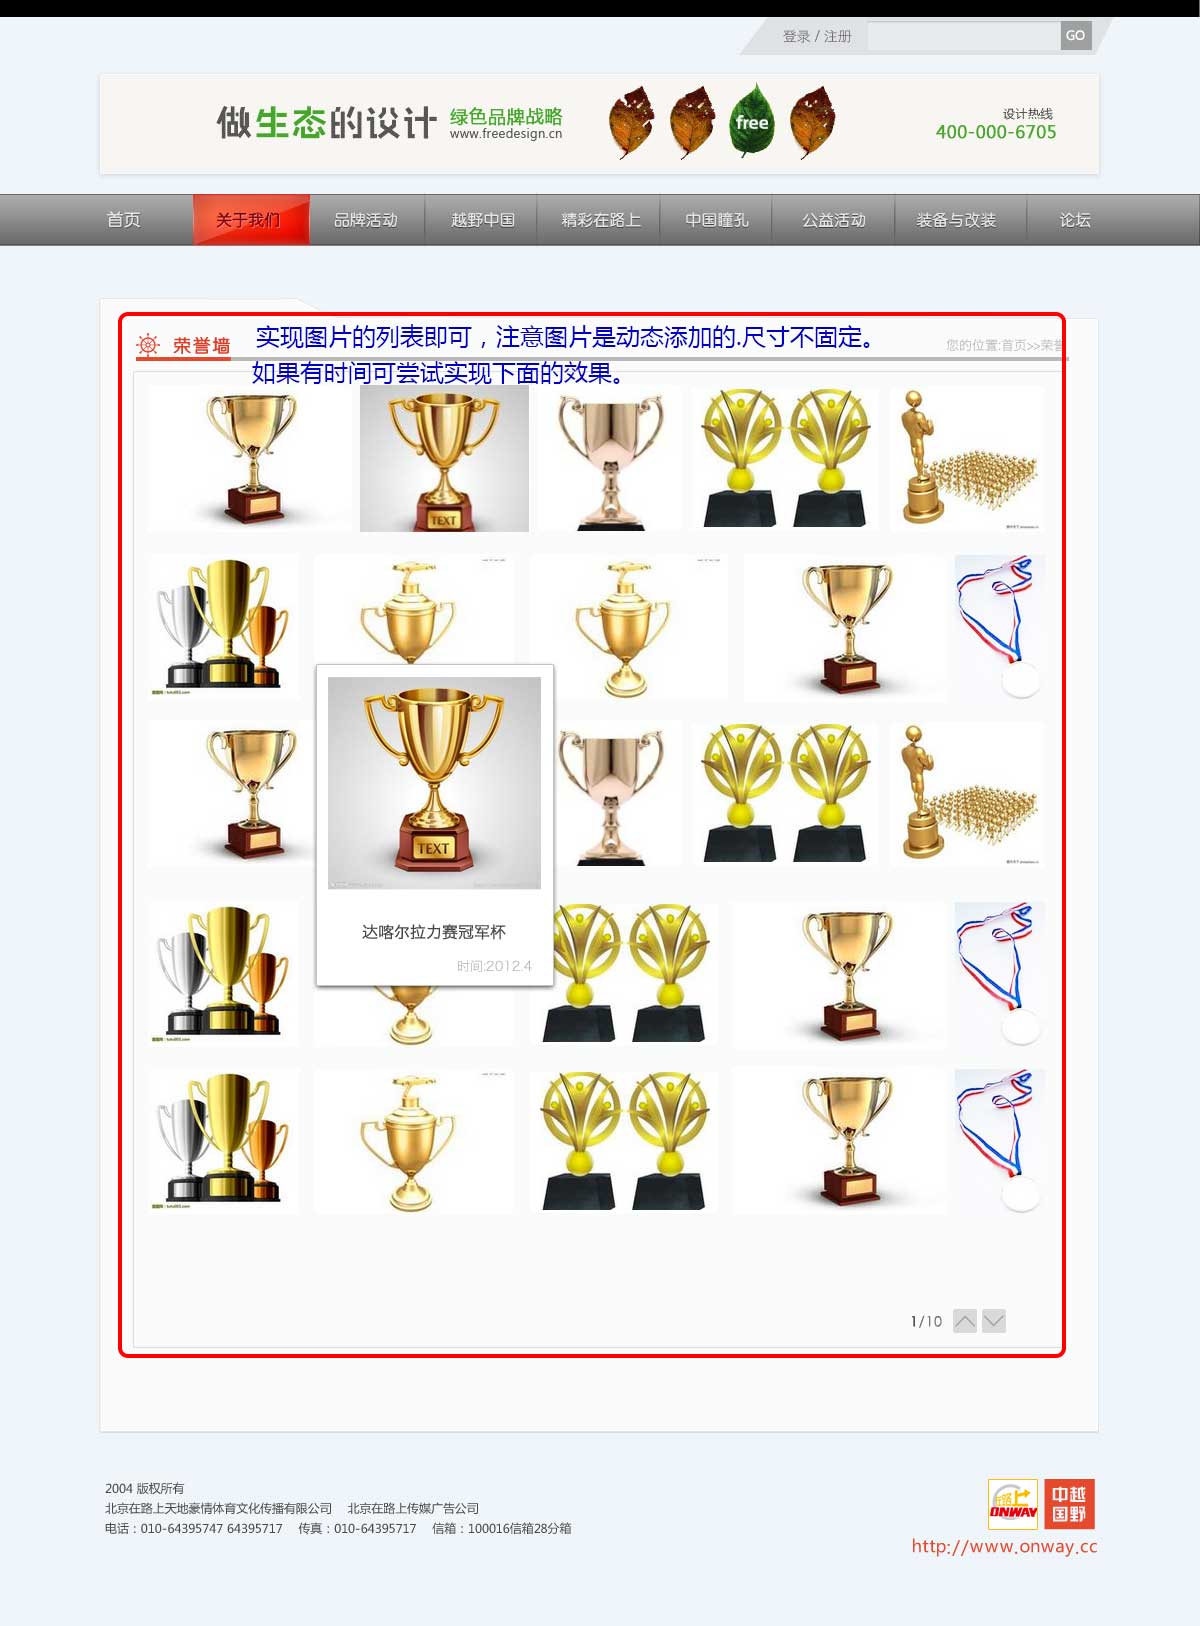 登录 / 注册
GO
做生态的设计
绿色品牌战略
www.freedesign.cn
free
设计热线
400-000-6705
首页
关于我们
品牌活动
越野中国
精彩在路上
中国瞳孔
公益活动
装备与改装
论坛
实现图片的列表即可，注意图片是动态添加的.尺寸不固定。
荣誉墙
您的位置:首页>>荣誉
如果有时间可尝试实现下面的效果。
TEXT
TEXT
达喀尔拉力赛冠军杯
时间:2012.4
1/10
2004 版权所有
北京在路上天地豪情体育文化传播有限公司 北京在路上传媒广告公司
电话：010-64395747 64395717 传真：010-64395717 信箱：100016信箱28分箱
在路上
ONWAY
中越
国野
http://www.onway.cc